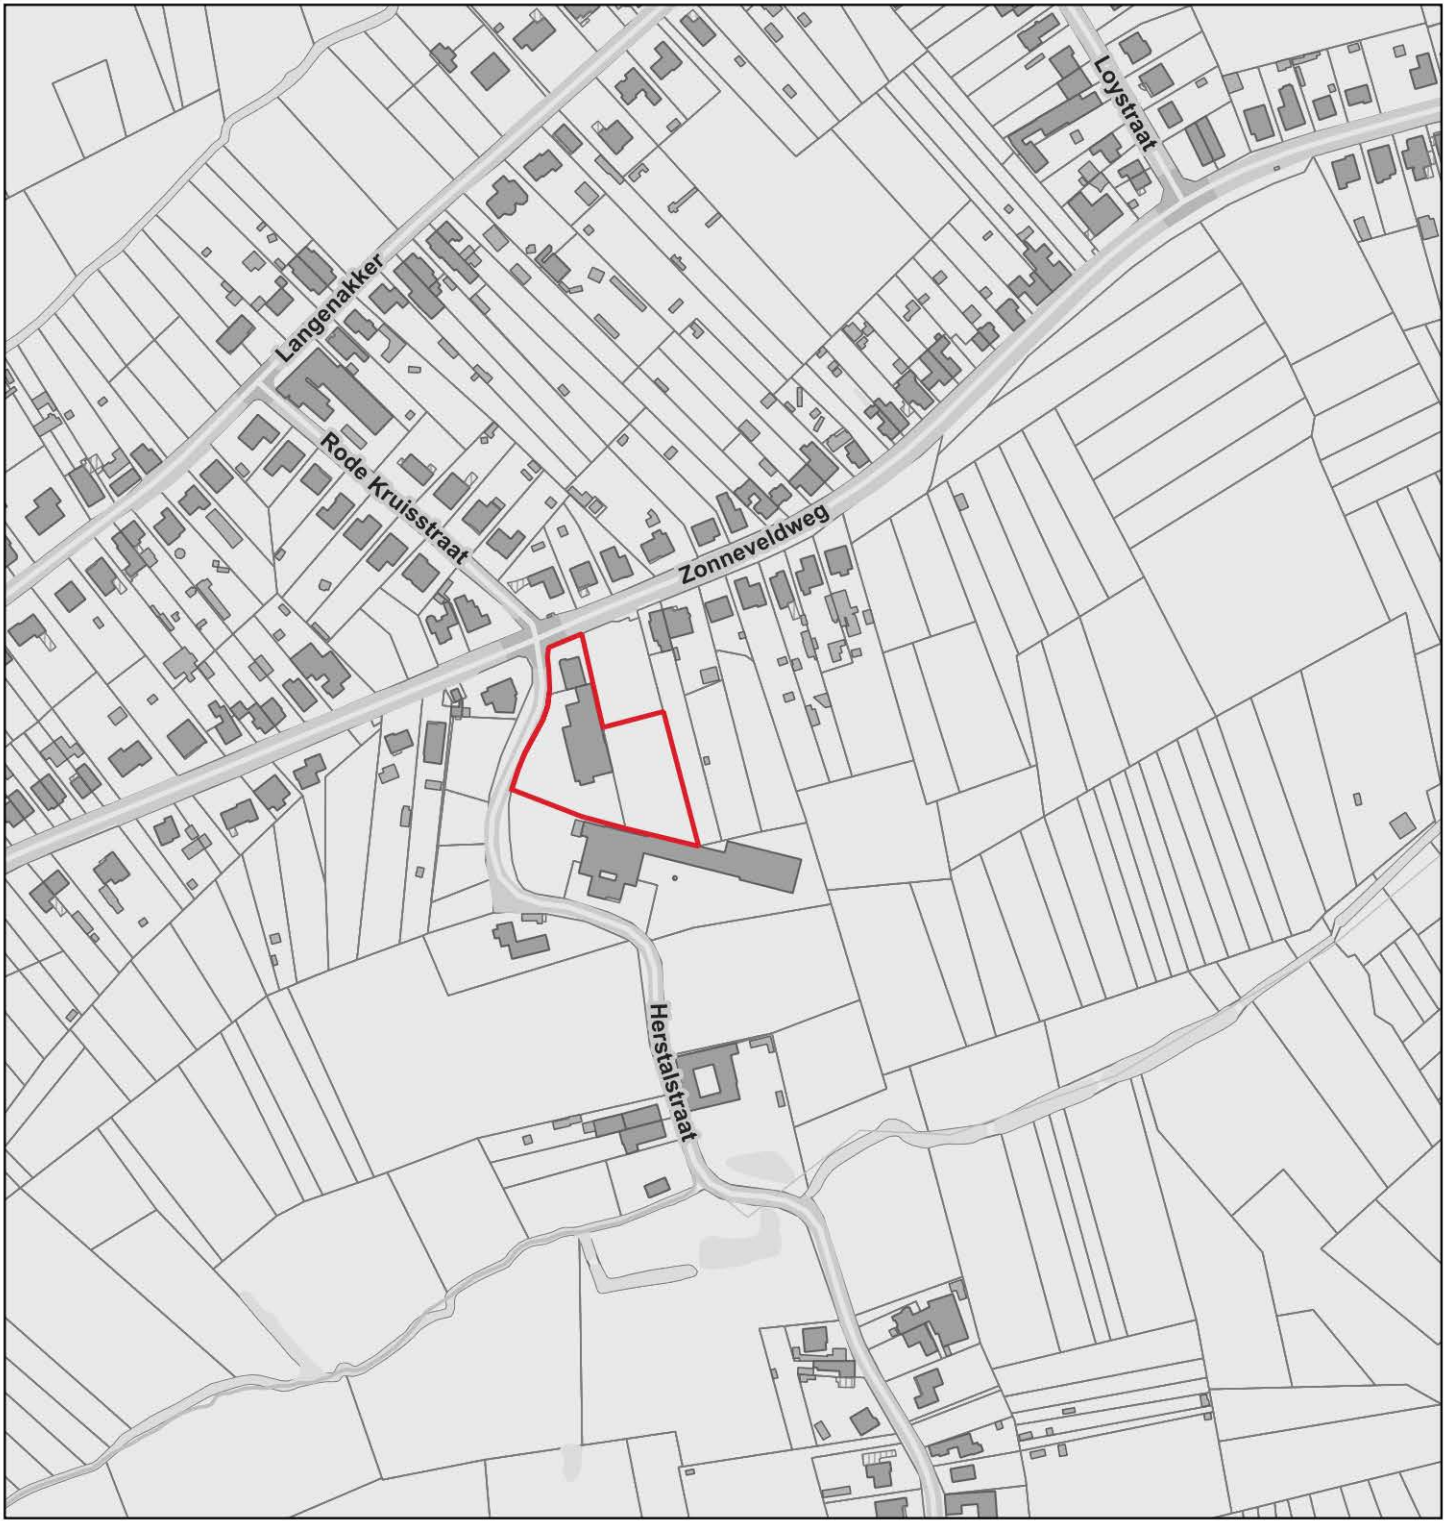 Loystraat
Langenakker
Rode Kruisstraat
Zonneveldweg
Herstalstraat